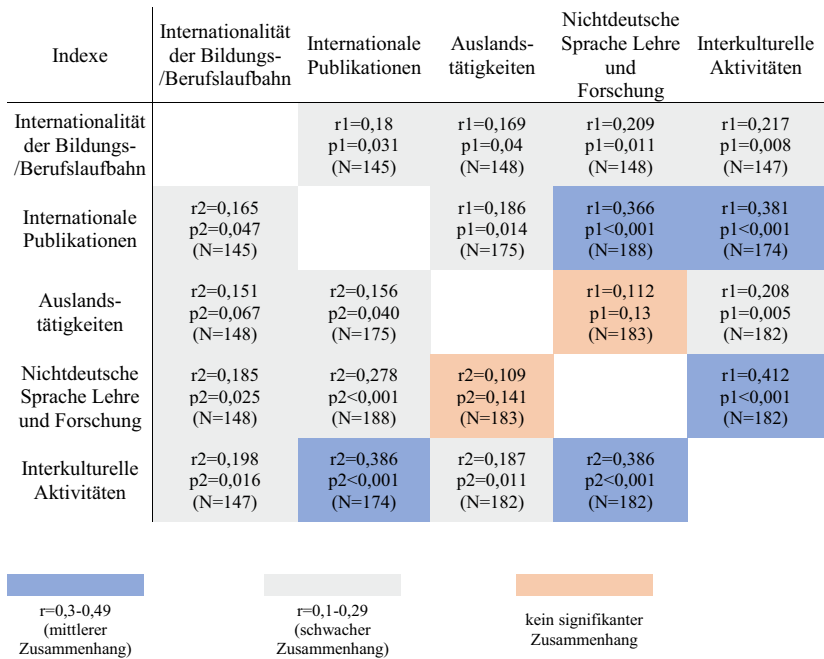 Indexe
Internationalität
der Bildungs-
/Berufslaufbahn
Internationale
Publikationen
Auslands-
tätigkeiten
Nichtdeutsche
Sprache Lehre
und
Forschung
Interkulturelle
Aktivitäten
Internationalität
der Bildungs-
/Berufslaufbahn
r1=0,18
p1=0,031
(N=145)
r1=0,169
p1=0,04
(N=148)
r1=0,209
p1=0,011
(N=148)
r1=0,217
p1=0,008
(N=147)
Internationale
Publikationen
r2=0,165
p2=0,047
(N=145)
r1=0,186
p1=0,014
(N=175)
r1=0,366
p1<0,001
(N=188)
r1=0,381
p1<0,001
(N=174)
Auslands-
tätigkeiten
r2=0,151
p2=0,067
(N=148)
r2=0,156
p2=0,040
(N=175)
r1=0,112
p1=0,13
(N=183)
r1=0,208
p1=0,005
(N=182)
Nichtdeutsche
Sprache Lehre
und Forschung
r2=0,185
p2=0,025
(N=148)
r2=0,278
p2<0,001
(N=188)
r2=0,109
p2=0,141
(N=183)
r1=0,412
p1<0,001
(N=182)
Interkulturelle
Aktivitäten
r2=0,198
p2=0,016
(N=147)
r2=0,386
p2<0,001
(N=174)
r2=0,187
p2=0,011
(N=182)
r2=0,386
p2<0,001
(N=182)
r=0,3-0,49
(mittlerer
Zusammenhang)
r=0,1-0,29
(schwacher
Zusammenhang)
kein signifikanter
Zusammenhang